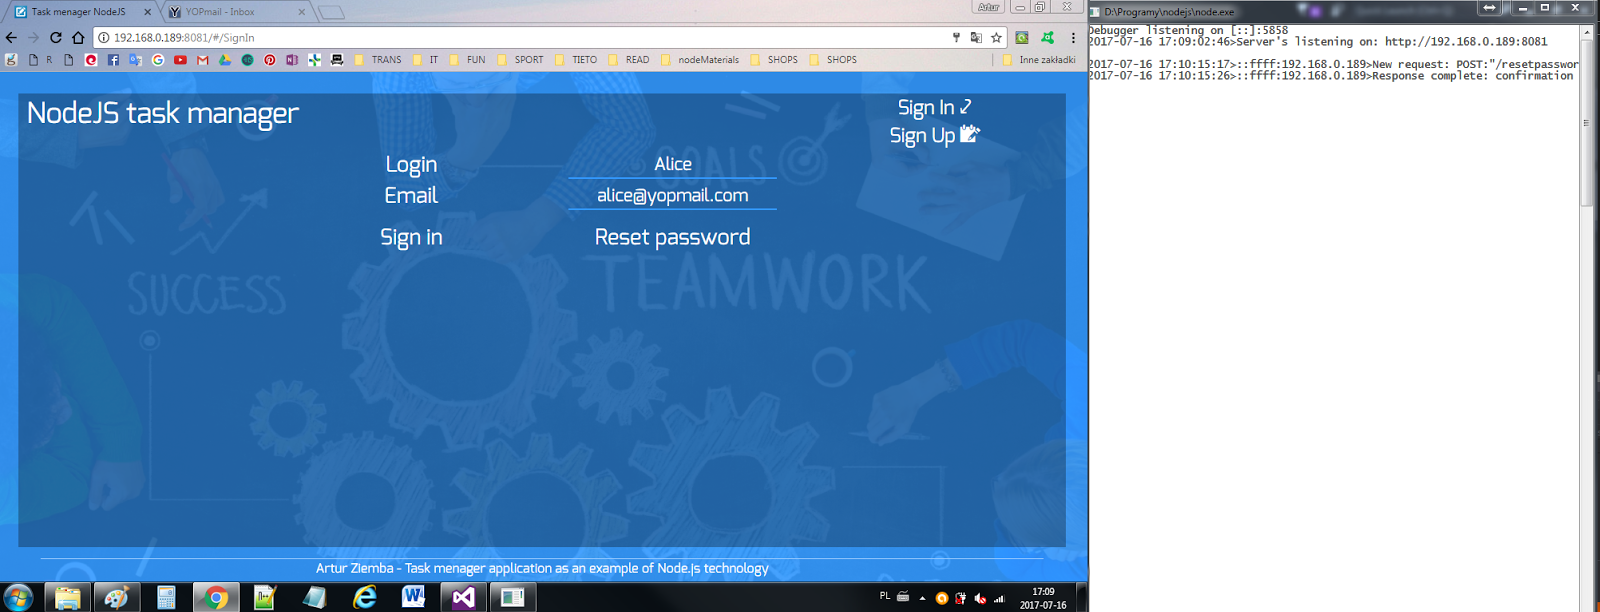 Task menager NodeJS
YOPmail - Inbox
Artur
192.168.0.189:8081/#/SignIn
R
TRANS
IT
FUN
SPORT
TIETO
READ
nodeMaterials
SHOPS
SHOPS
Inne zakładki
NodeJS task manager
Sign In
Sign Up
Login
Alice
Email
alice@yopmail.com
Sign in
Reset password
GOALS
SUCCESS
TEAMWORK
Artur Ziemba - Task menager application as an example of Node.js technology
PL
17:09
2017-07-16
D:\Programy\nodejs\node.exe
Debugger listening on [::]:5858
2017-07-16 17:09:02:46>Server's listening on: http://192.168.0.189:8081
2017-07-16 17:10:15:17>::ffff:192.168.0.189>New request: POST:"/resetpasswor
2017-07-16 17:10:15:26>::ffff:192.168.0.189>Response complete: confirmation